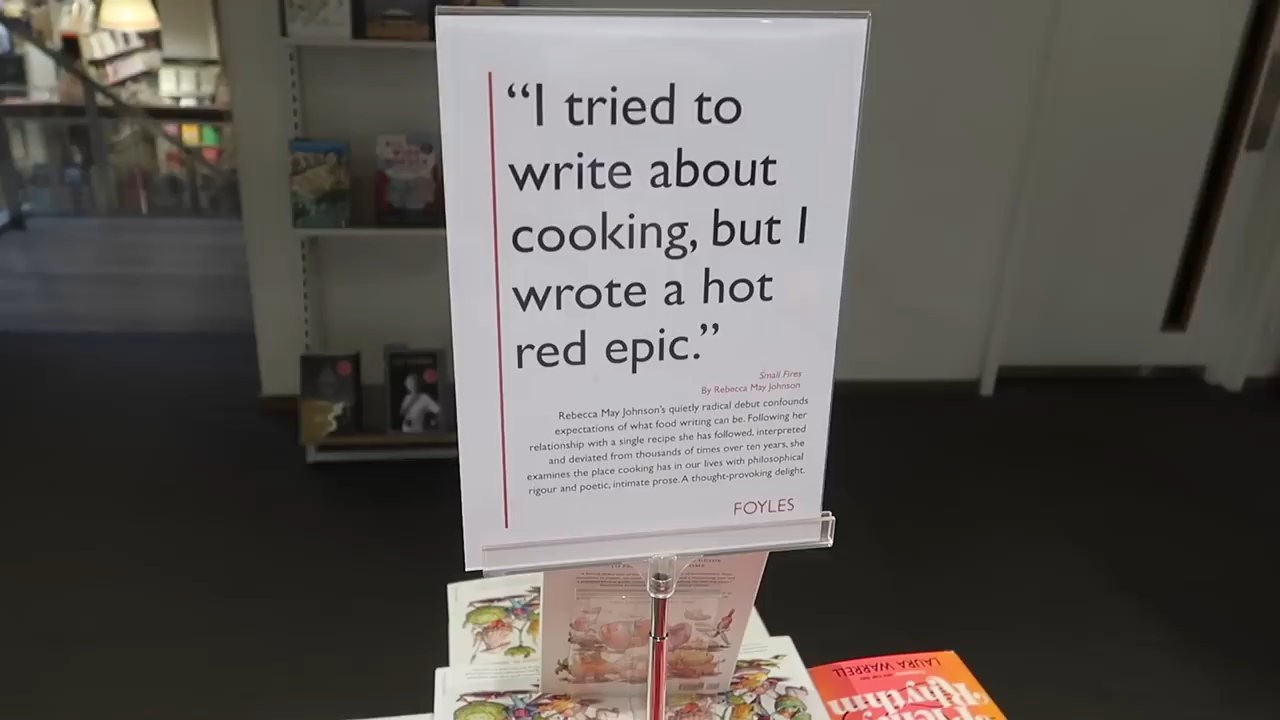 “I tried to
write about
cooking, but I
wrote a hot
red epic.”
Small Fires
By Rebecca May Johnson
Rebecca May Johnson's quietly radical debut confounds
expectations of what food writing can be. Following her
relationship with a single recipe she has followed, interpreted
and deviated from thousands of times over ten years, she
examines the place cooking has in our lives with philosophical
rigour and poetic, intimate prose. A thought-provoking delight.
FOYLES
GUIDE
LAURA WARRELL
Rhythm